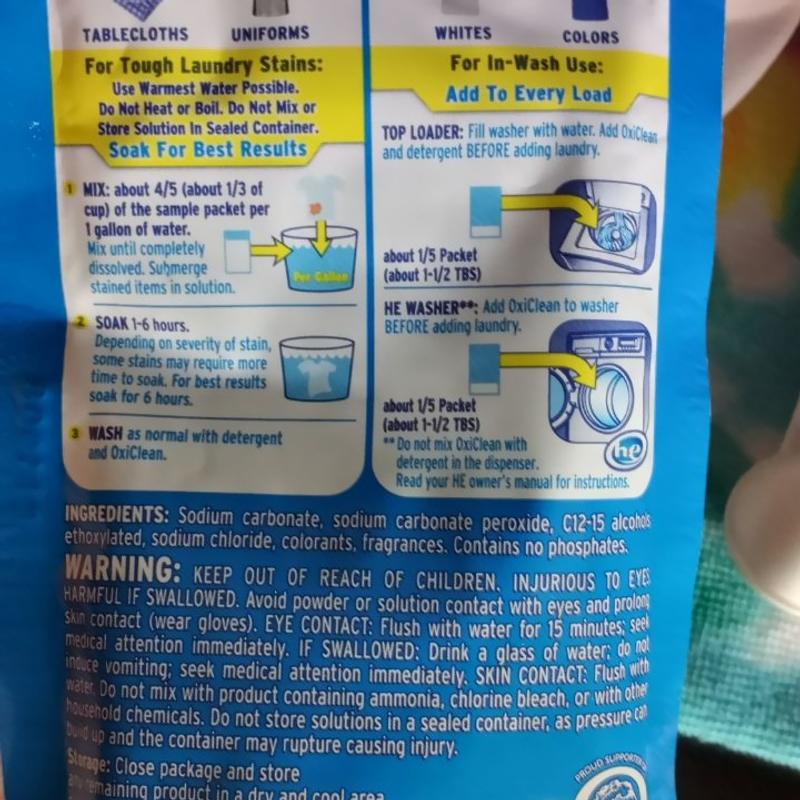 TABLECLOTHS UNIFORMS
For Tough Laundry Stains:
Use Warmest Water Possible.
Do Not Heat or Boil. Do Not Mix or
Store Solution In Sealed Container.
Soak For Best Results
1 MIX: about 4/5 (about 1/3 of
cup) of the sample packet per
1 gallon of water.
Mix until completely
dissolved. Submerge
stained items in solution.
Per Gallon
2 SOAK 1-6 hours.
Depending on severity of stain,
some stains may require more
time to soak. For best results
soak for 6 hours.
3 WASH as normal with detergent
and OxiClean.
WHITES COLORS
For In-Wash Use:
Add To Every Load
TOP LOADER: Fill washer with water. Add OxiClean
and detergent BEFORE adding laundry.
about 1/5 Packet
(about 1-1/2 TBS)
HE WASHER**: Add OxiClean to washer
BEFORE adding laundry.
about 1/5 Packet
(about 1-1/2 TBS)
he
**Do not mix OxiClean with
detergent in the dispenser.
Read your HE owner's manual for instructions.
INGREDIENTS: Sodium carbonate, sodium carbonate peroxide, C12-15 alcohols
ethoxylated, sodium chloride, colorants, fragrances. Contains no phosphates.
WARNING: KEEP OUT OF REACH OF CHILDREN. INJURIOUS TO EYES
HARMFUL IF SWALLOWED. Avoid powder or solution contact with eyes and prolong
skin contact (wear gloves). EYE CONTACT: Flush with water for 15 minutes; seek
medical attention immediately. IF SWALLOWED: Drink a glass of water; do not
induce vomiting; seek medical attention immediately. SKIN CONTACT: Flush with
water. Do not mix with product containing ammonia, chlorine bleach, or with other
household chemicals. Do not store solutions in a sealed container, as pressure can
build up and the container may rupture causing injury.
Storage: Close package and store
any remaining product in a dry and cool area
PROUD SUPPORTER